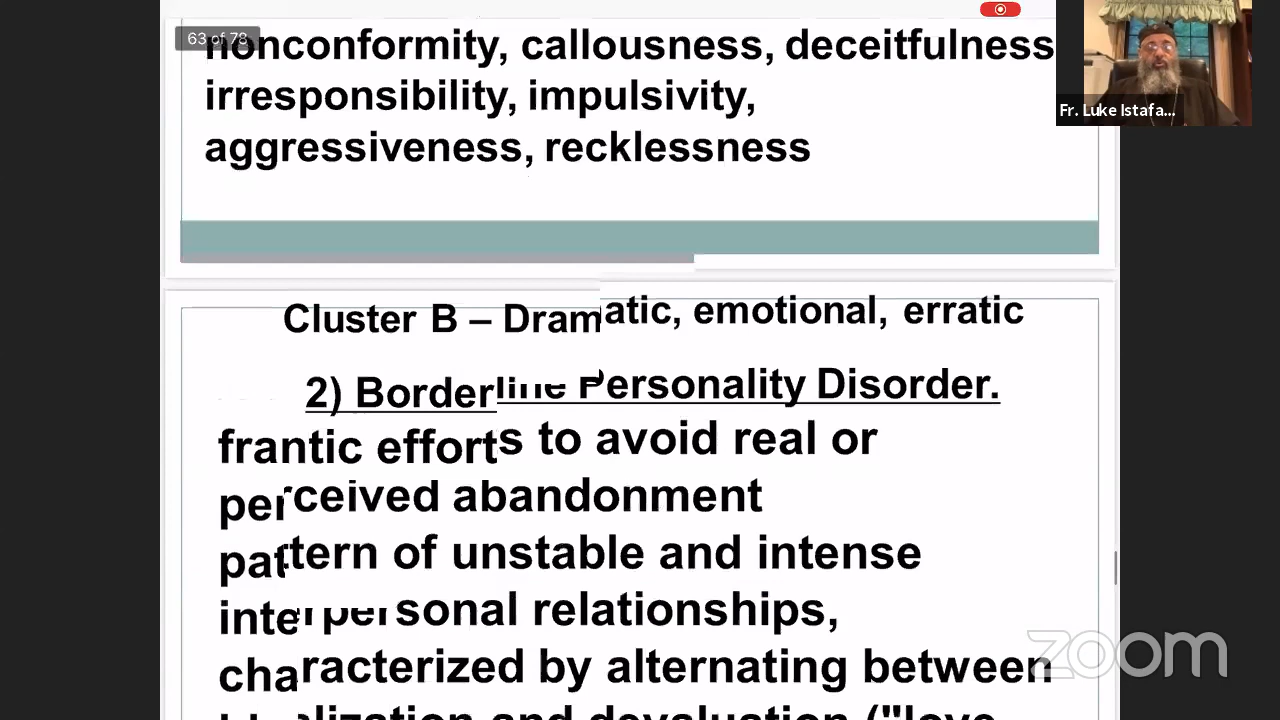 63 of 78
nonconformity, callousness, deceitfulness
irresponsibility, impulsivity,
aggressiveness, recklessness
Fr. Luke Istafa...
Cluster B – Dramatic, emotional, erratic
2) Borderline Personality Disorder.
frantic efforts to avoid real or
perceived abandonment
pattern of unstable and intense
interpersonal relationships,
characterized by alternating between
zoom
and devaluation ("love